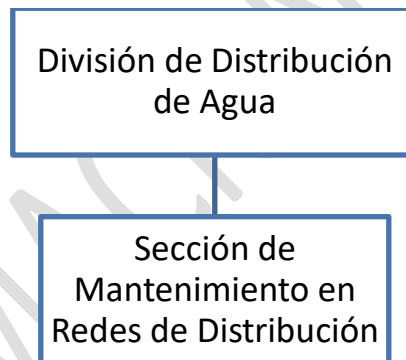 División de Distribución
de Agua
Sección de
Mantenimiento en
Redes de Distribución